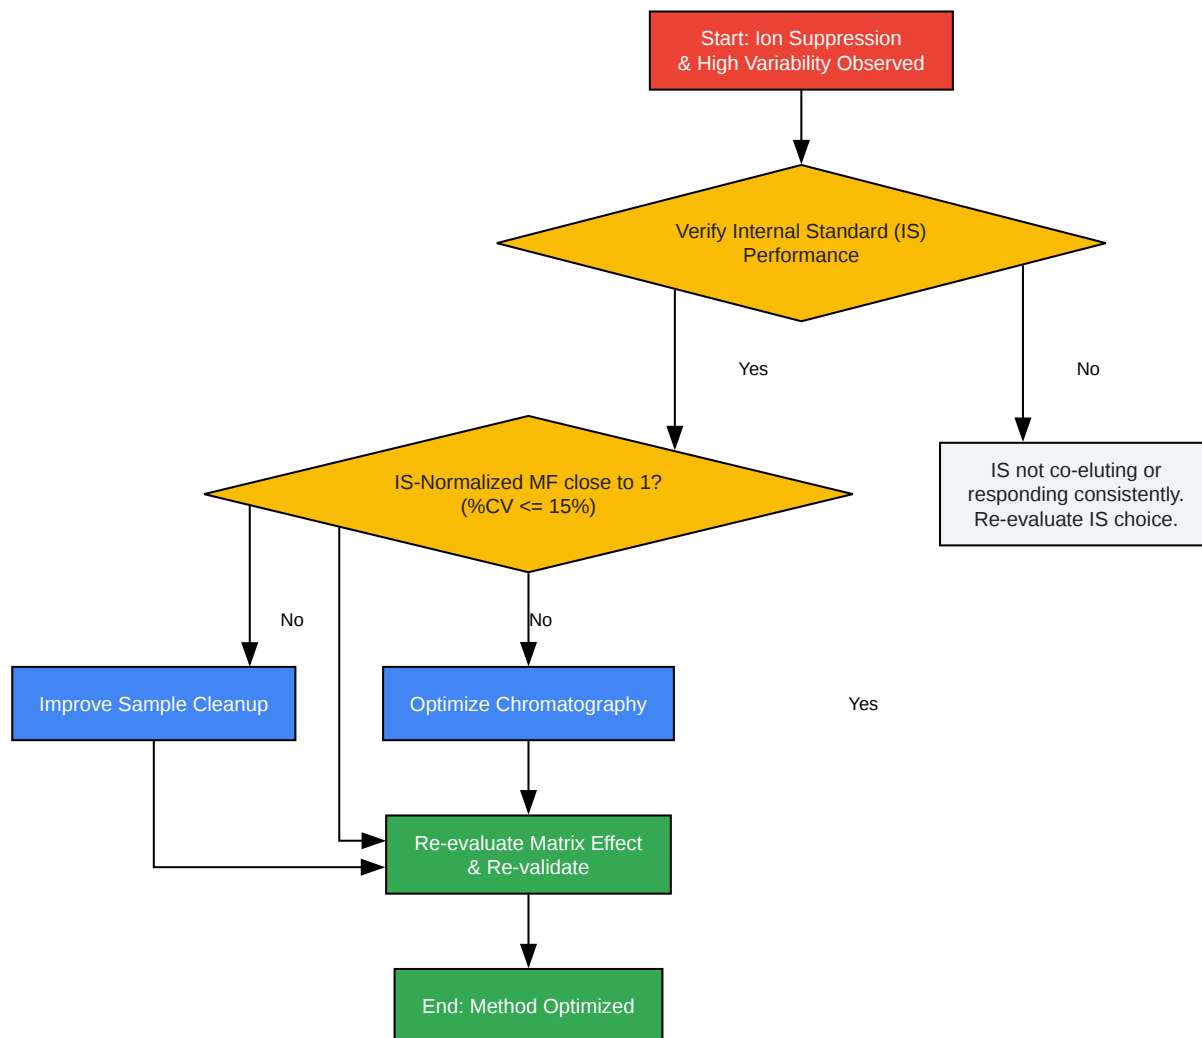 Start: Ion Suppression
& High Variability Observed
Verify Internal Standard (IS)
Performance
Yes
No
IS-Normalized MF close to 1?
(%CV <= 15%)
IS not co-eluting or
responding consistently.
Re-evaluate IS choice.
No
No
Improve Sample Cleanup
Optimize Chromatography
Yes
Re-evaluate Matrix Effect
& Re-validate
End: Method Optimized